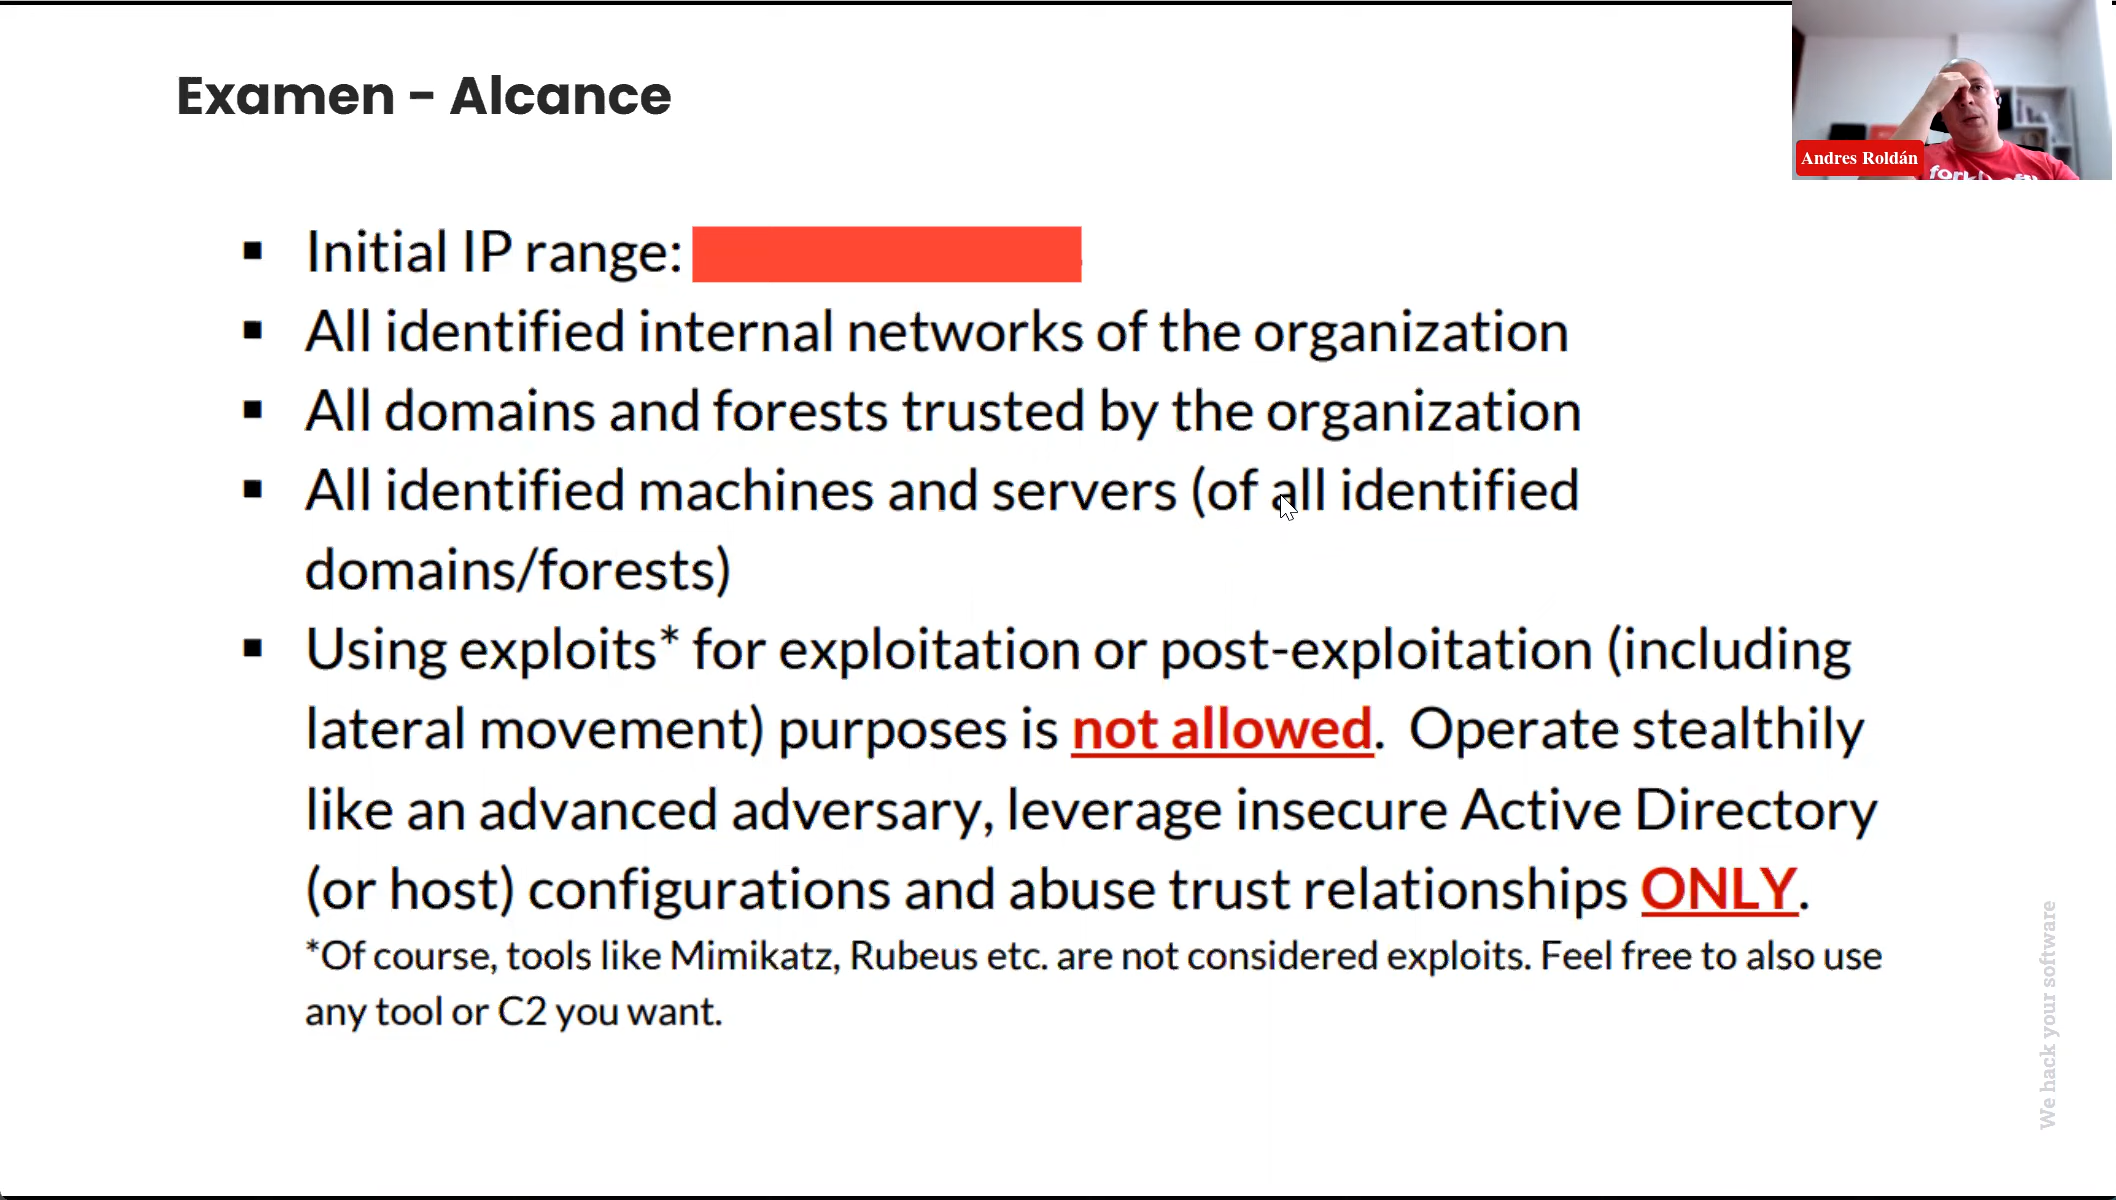 Examen - Alcance
Andres Roldán
▪ Initial IP range:
▪ All identified internal networks of the organization
▪ All domains and forests trusted by the organization
▪ All identified machines and servers (of all identified
domains/forests)
▪ Using exploits* for exploitation or post-exploitation (including
lateral movement) purposes is not allowed.  Operate stealthily
like an advanced adversary, leverage insecure Active Directory
(or host) configurations and abuse trust relationships ONLY.
*Of course, tools like Mimikatz, Rubeus etc. are not considered exploits. Feel free to also use
any tool or C2 you want.
We hack your software